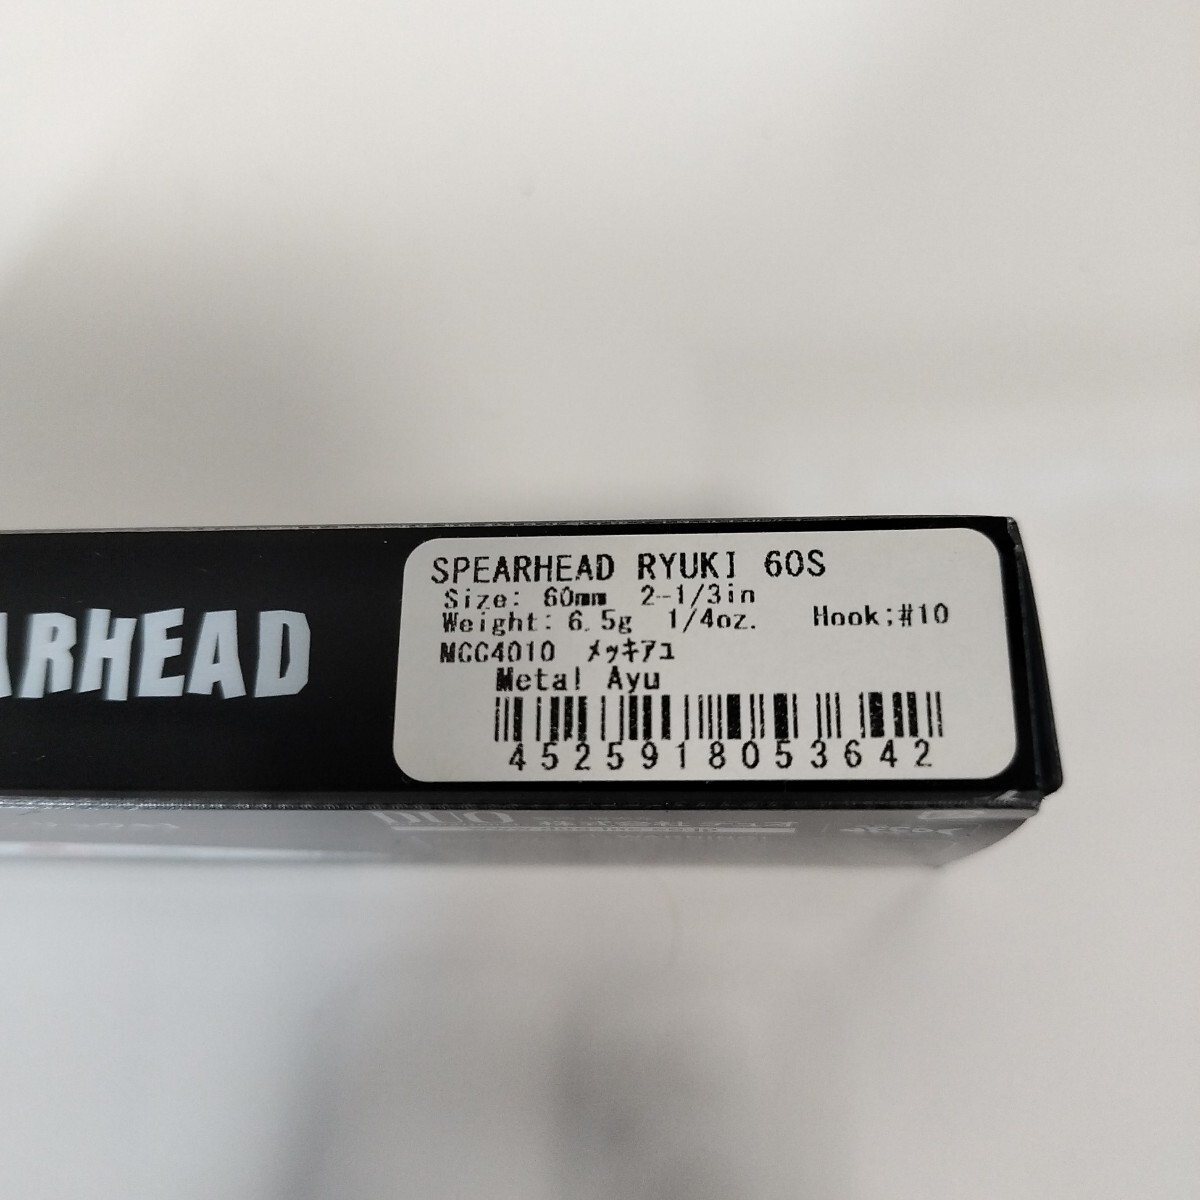 ARHEAD
SPEARHEAD RYUKI 60S
Size: 60mm 2-1/3in
Weight: 6.5g 1/4oz. Hook;#10
MCC4010 メッキアユ
Metal Ayu
4525918053642
DUO